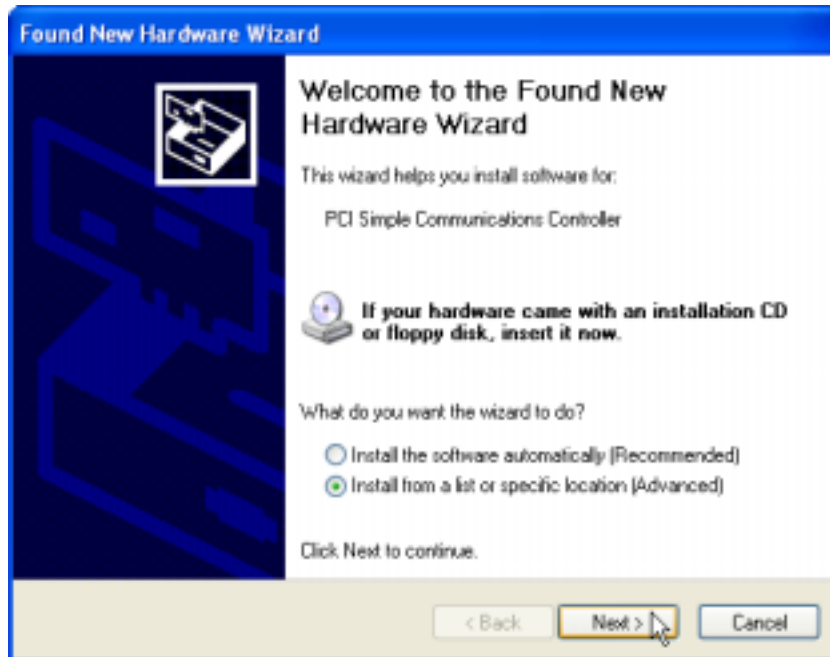 Found New Hardware Wizard
Welcome to the Found New
Hardware Wizard
This wizard helps you install software for:
PCI Simple Communications Controller
If your hardware came with an installation CD
or floppy disk, insert it now.
What do you want the wizard to do?
Install the software automatically (Recommended)
Install from a list or specific location (Advanced)
Click Next to continue.
< Back Next > Cancel